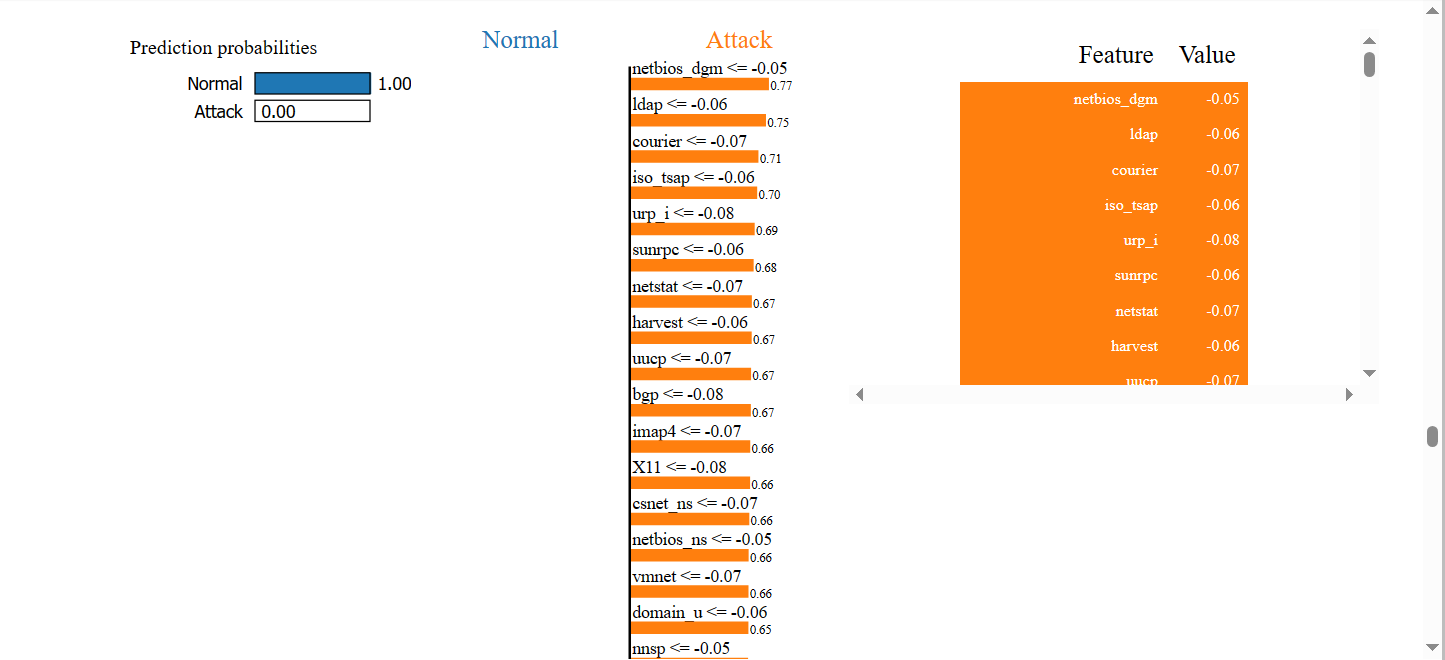 Prediction probabilities
Normal 1.00
Attack 0.00
Normal Attack
netbios_dgm <= -0.05
0.77
ldap <= -0.06
0.75
courier <= -0.07
0.71
iso_tsap <= -0.06
0.70
urp_i <= -0.08
0.69
sunrpc <= -0.06
0.68
netstat <= -0.07
0.67
harvest <= -0.06
0.67
uucp <= -0.07
0.67
bgp <= -0.08
0.67
imap4 <= -0.07
0.66
X11 <= -0.08
0.66
csnet_ns <= -0.07
0.66
netbios_ns <= -0.05
0.66
vmnet <= -0.07
0.66
domain_u <= -0.06
0.65
nnsp <= -0.05
Feature Value
netbios_dgm -0.05
ldap -0.06
courier -0.07
iso_tsap -0.06
urp_i -0.08
sunrpc -0.06
netstat -0.07
harvest -0.06
uucp -0.07